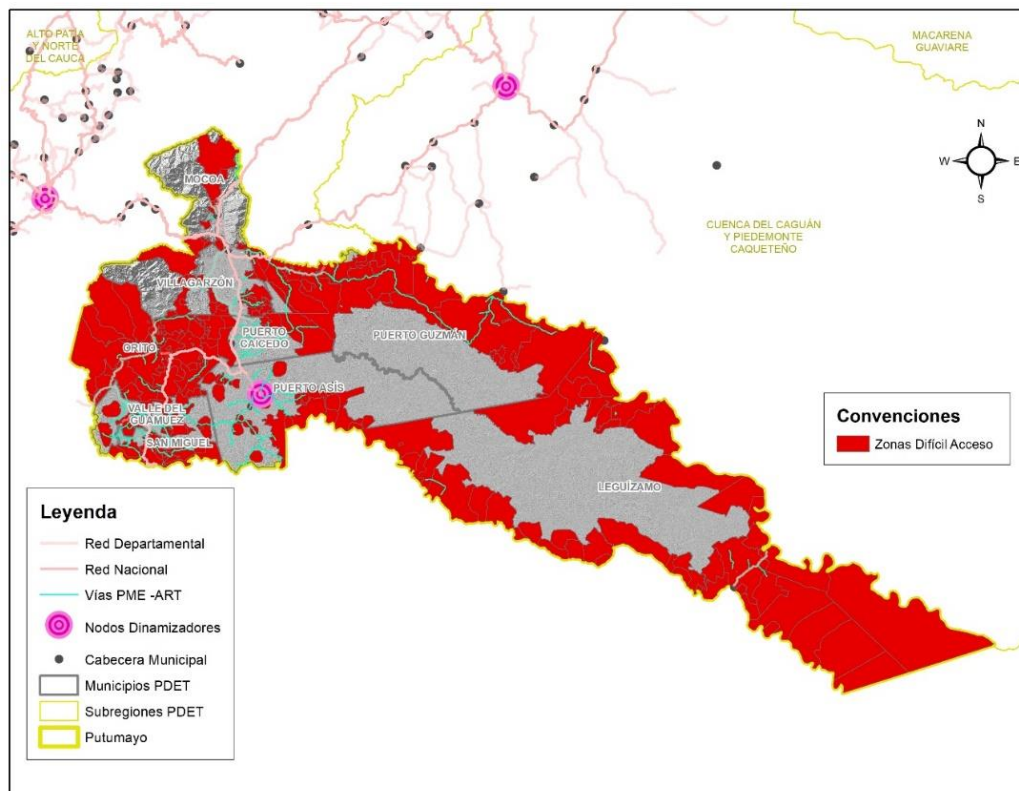 ALTO PATÍA
Y NORTE
DEL CAUCA
MACARENA
GUAVIARE
N
W
E
S
MOCOA
CUENCA DEL CAGUÁN
Y PIEDEMONTE
CAQUETEÑO
VILLAGARZÓN
PUERTO
CAICEDO
PUERTO GUZMÁN
ORITO
PUERTO ASÍS
VALLE DEL
GUAMUEZ
SAN MIGUEL
LEGUÍZAMO
Convenciones
Zonas Difícil Acceso
Leyenda
Red Departamental
Red Nacional
Vías PME -ART
Nodos Dinamizadores
Cabecera Municipal
Municipios PDET
Subregiones PDET
Putumayo